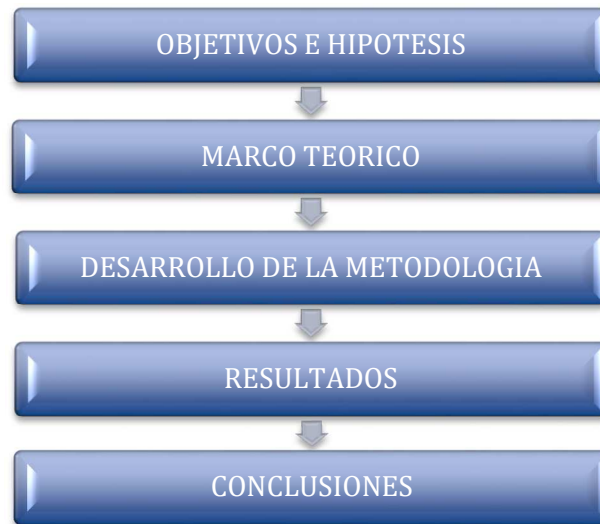 OBJETIVOS E HIPOTESIS
MARCO TEORICO
DESARROLLO DE LA METODOLOGIA
RESULTADOS
CONCLUSIONES